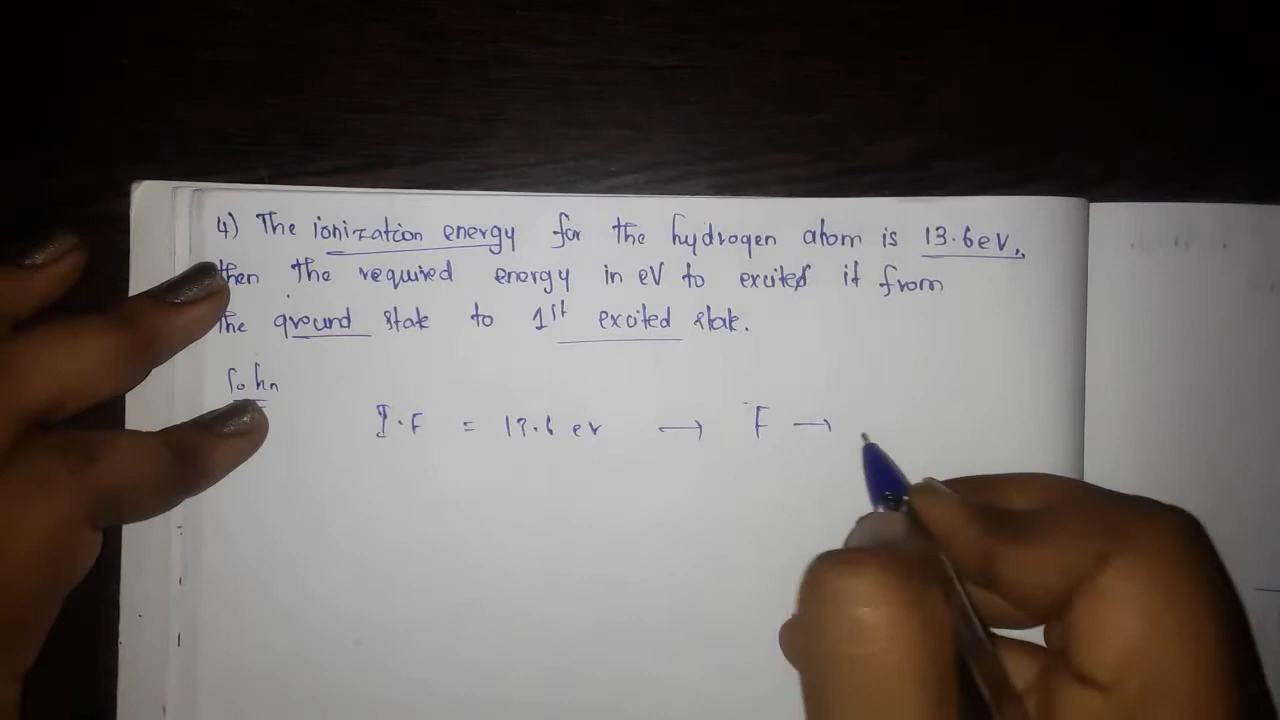 4) The ionization energy for the hydrogen atom is 13.6eV,
then the required energy in eV to excited it from
the ground state to 1st excited state.
Soln
I.E = 13.6 eV → E →